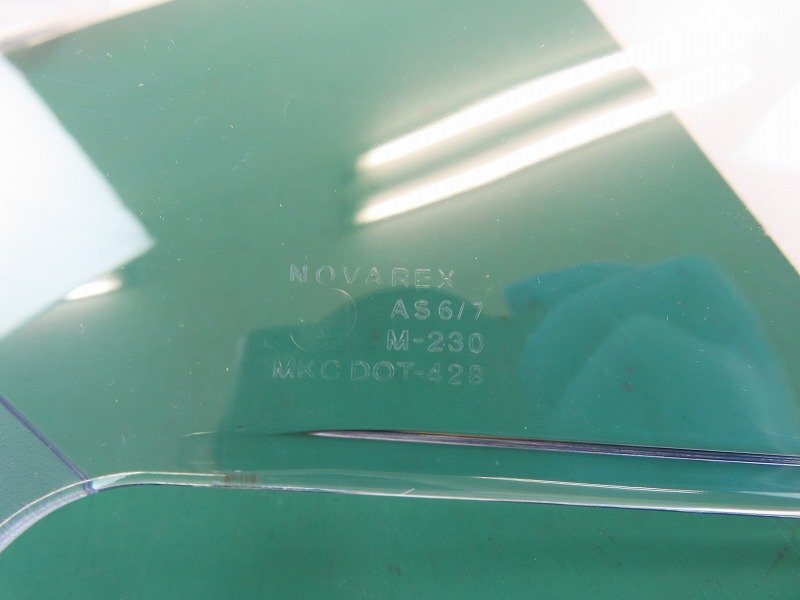 NOVAREX
AS6/7
M-230
MKC DOT-428